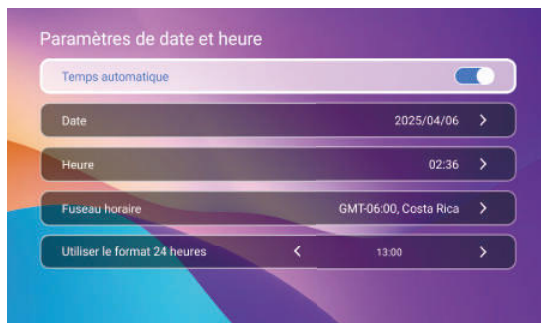 Paramètres de date et heure
Temps automatique
Date 2025/04/06
Heure 02:36
Fuseau horaire GMT-06:00, Costa Rica
Utiliser le format 24 heures 13:00